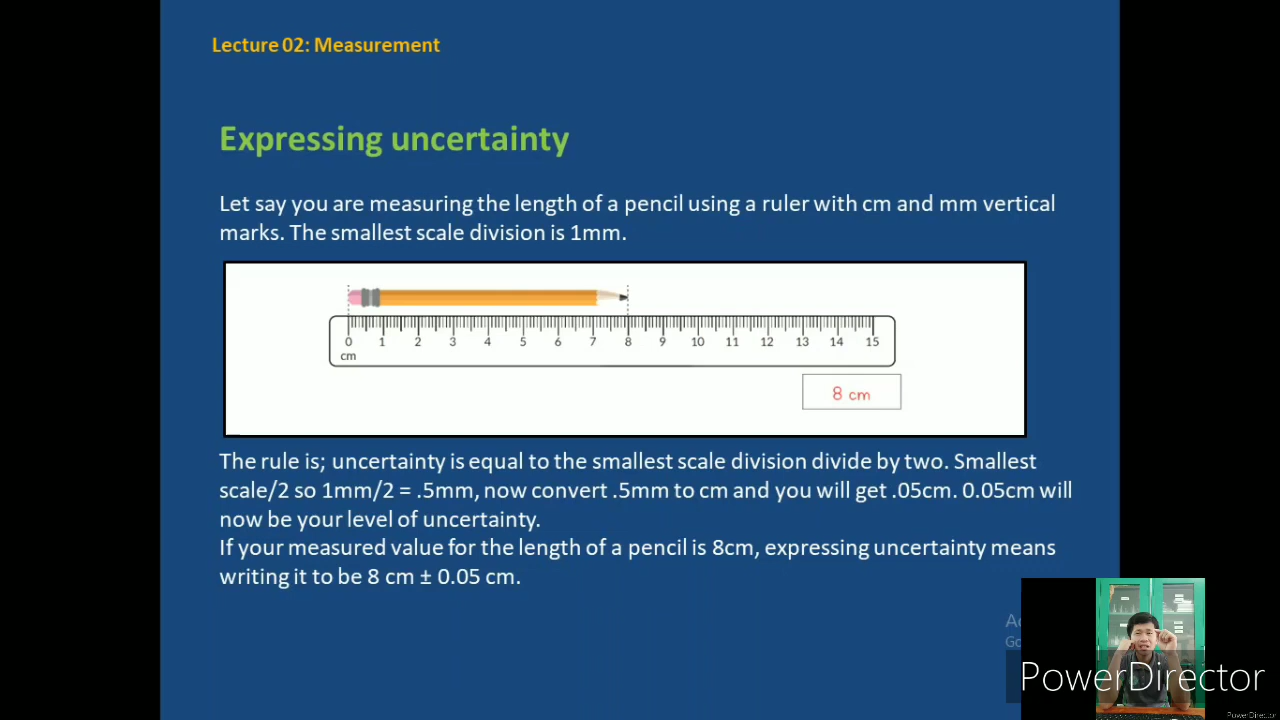 Lecture 02: Measurement
Expressing uncertainty
Let say you are measuring the length of a pencil using a ruler with cm and mm vertical
marks. The smallest scale division is 1mm.
0 1 2 3 4 5 6 7 8 9 10 11 12 13 14 15
cm
8 cm
The rule is; uncertainty is equal to the smallest scale division divide by two. Smallest
scale/2 so 1mm/2 = .5mm, now convert .5mm to cm and you will get .05cm. 0.05cm will
now be your level of uncertainty.
If your measured value for the length of a pencil is 8cm, expressing uncertainty means
writing it to be 8 cm ± 0.05 cm.
PowerDirector
PowerDirector